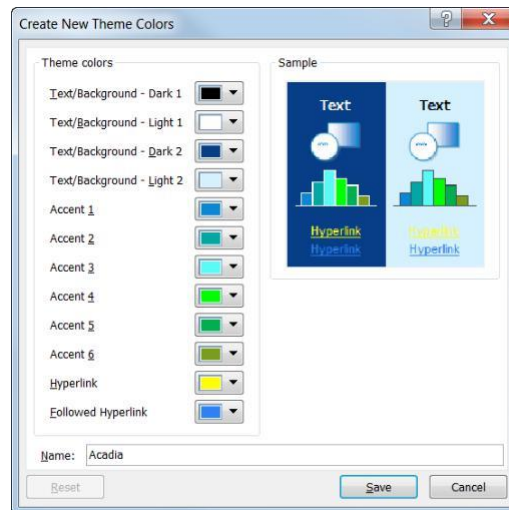 Create New Theme Colors
Theme colors
Text/Background - Dark 1
Text/Background - Light 1
Text/Background - Dark 2
Text/Background - Light 2
Accent 1
Accent 2
Accent 3
Accent 4
Accent 5
Accent 6
Hyperlink
Followed Hyperlink
Sample
Text Text
Hyperlink Hyperlink
Hyperlink Hyperlink
Name: Acadia
Reset Save Cancel